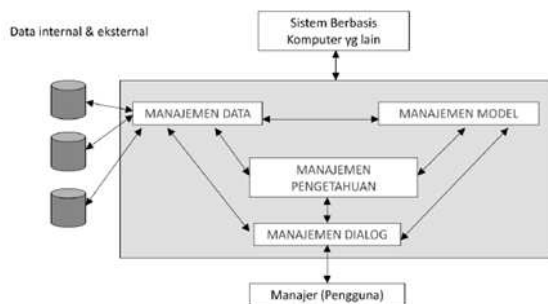 Sistem Berbasis
Komputer yg lain
Data internal & eksternal
MANAJEMEN DATA
MANAJEMEN MODEL
MANAJEMEN
PENGETAHUAN
MANAJEMEN DIALOG
Manajer (Pengguna)